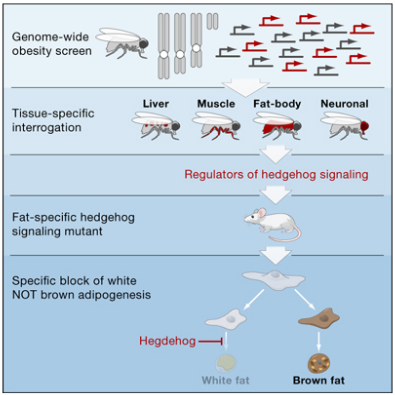 Genome-wide
obesity screen
Liver Muscle Fat-body Neuronal
Tissue-specific
interrogation
Regulators of hedgehog signaling
Fat-specific hedgehog
signaling mutant
Specific block of white
NOT brown adipogenesis
Hegdehog
White fat Brown fat